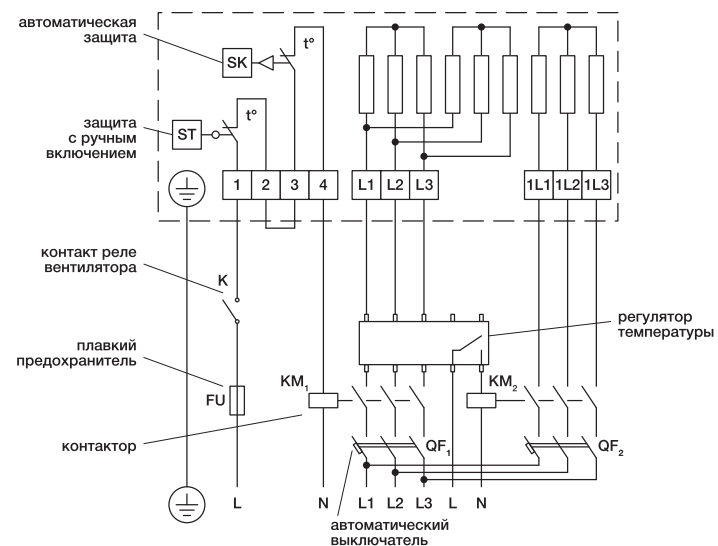 автоматическая
защита
SK
t°
защита
с ручным
включением
ST
t°
1 2 3 4 L1 L2 L3 1L1 1L2 1L3
контакт реле
вентилятора
K
регулятор
температуры
плавкий
предохранитель
FU
KM1
KM2
контактор
QF1
QF2
L N L1 L2 L3 L N
автоматический
выключатель